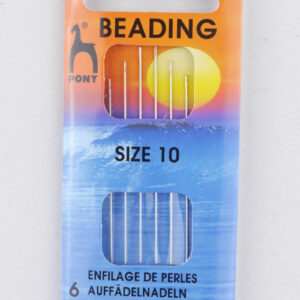 BEADING
PONY
SIZE 10
ENFILAGE DE PERLES
6 AUFFÄDELNADELN